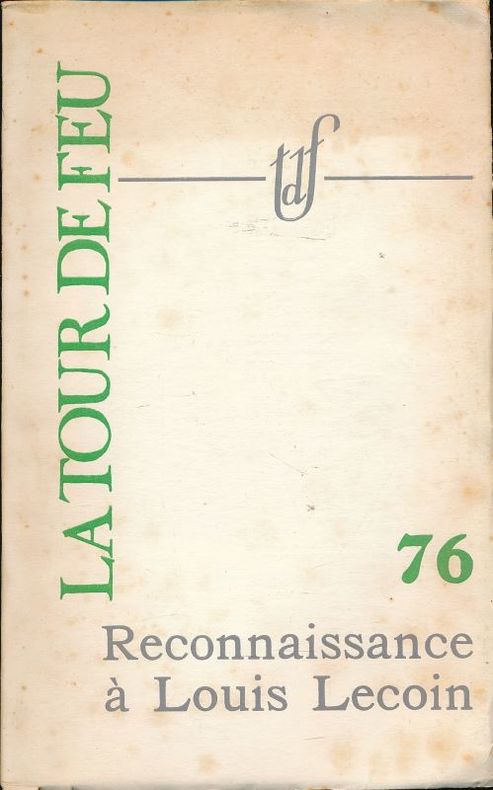 LA TOUR DE FEU
tdf
76
Reconnaissance
à Louis Lecoin